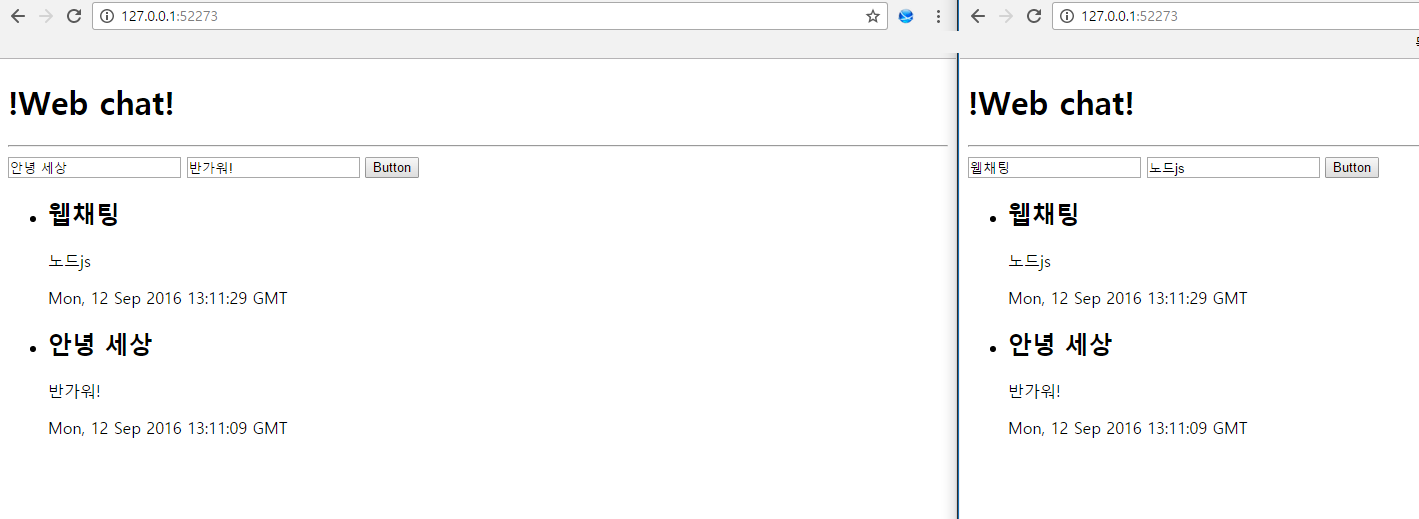 127.0.0.1:52273
!Web chat!
안녕 세상 반가워! Button
웹채팅
노드js
Mon, 12 Sep 2016 13:11:29 GMT
안녕 세상
반가워!
Mon, 12 Sep 2016 13:11:09 GMT
127.0.0.1:52273
!Web chat!
웹채팅 노드js Button
웹채팅
노드js
Mon, 12 Sep 2016 13:11:29 GMT
안녕 세상
반가워!
Mon, 12 Sep 2016 13:11:09 GMT